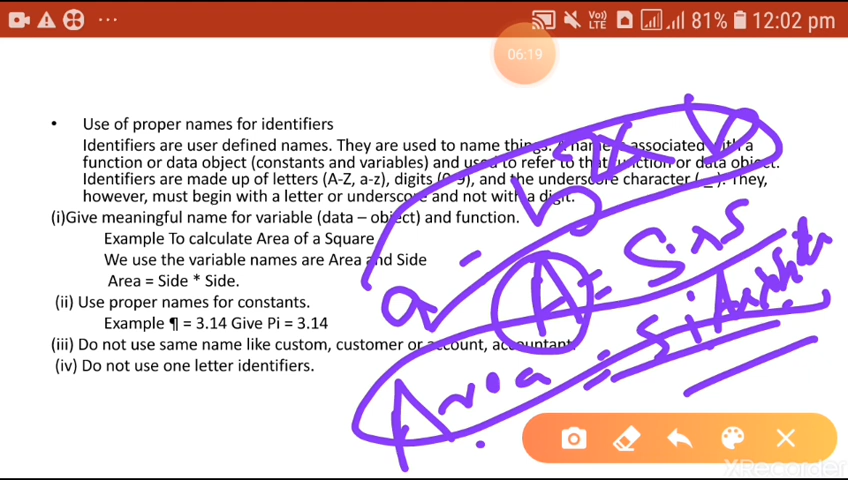 Vo))
LTE
81%
12:02 pm
06:19
• Use of proper names for identifiers
Identifiers are user defined names. They are used to name things. A name is associated with a
function or data object (constants and variables) and used to refer to that function or data object.
Identifiers are made up of letters (A-Z, a-z), digits (0-9), and the underscore character ( _ ). They,
however, must begin with a letter or underscore and not with a digit.
(i)Give meaningful name for variable (data – object) and function.
Example To calculate Area of a Square
We use the variable names are Area and Side
Area = Side * Side.
(ii) Use proper names for constants.
Example ¶ = 3.14 Give Pi = 3.14
(iii) Do not use same name like custom, customer or account, accountant.
(iv) Do not use one letter identifiers.
A = S x S
Area =
XRecorder